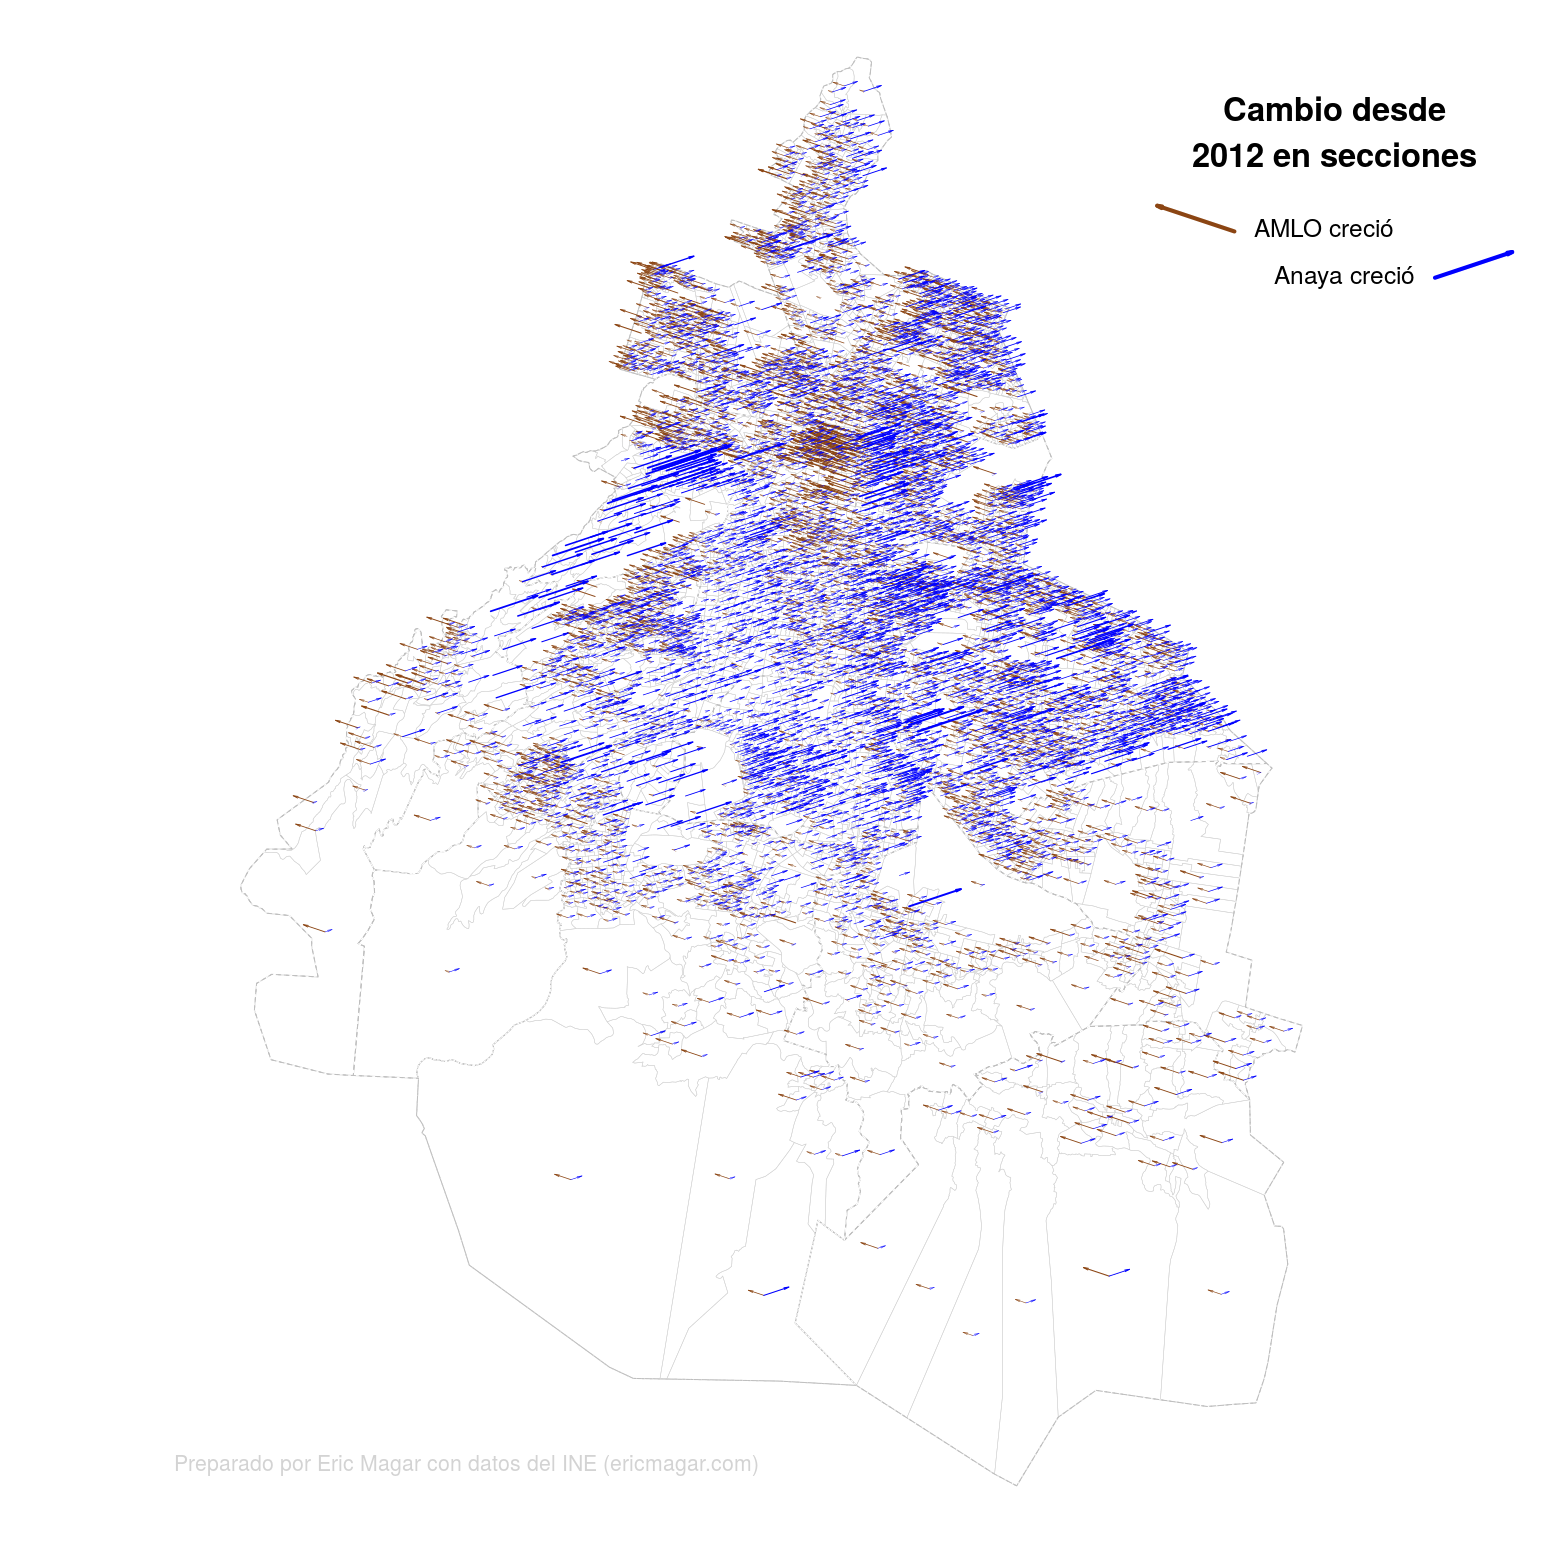 Cambio desde
2012 en secciones
AMLO creció
Anaya creció
Preparado por Eric Magar con datos del INE (ericmagar.com)